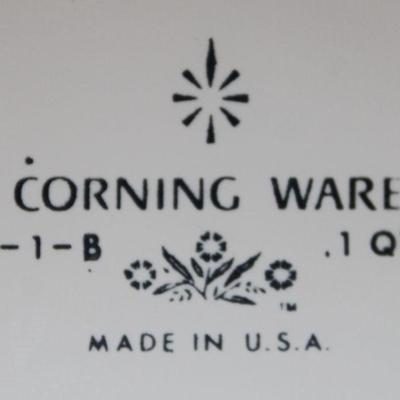 CORNING WARE
-1-B .1 Q
TM
MADE IN U.S.A.